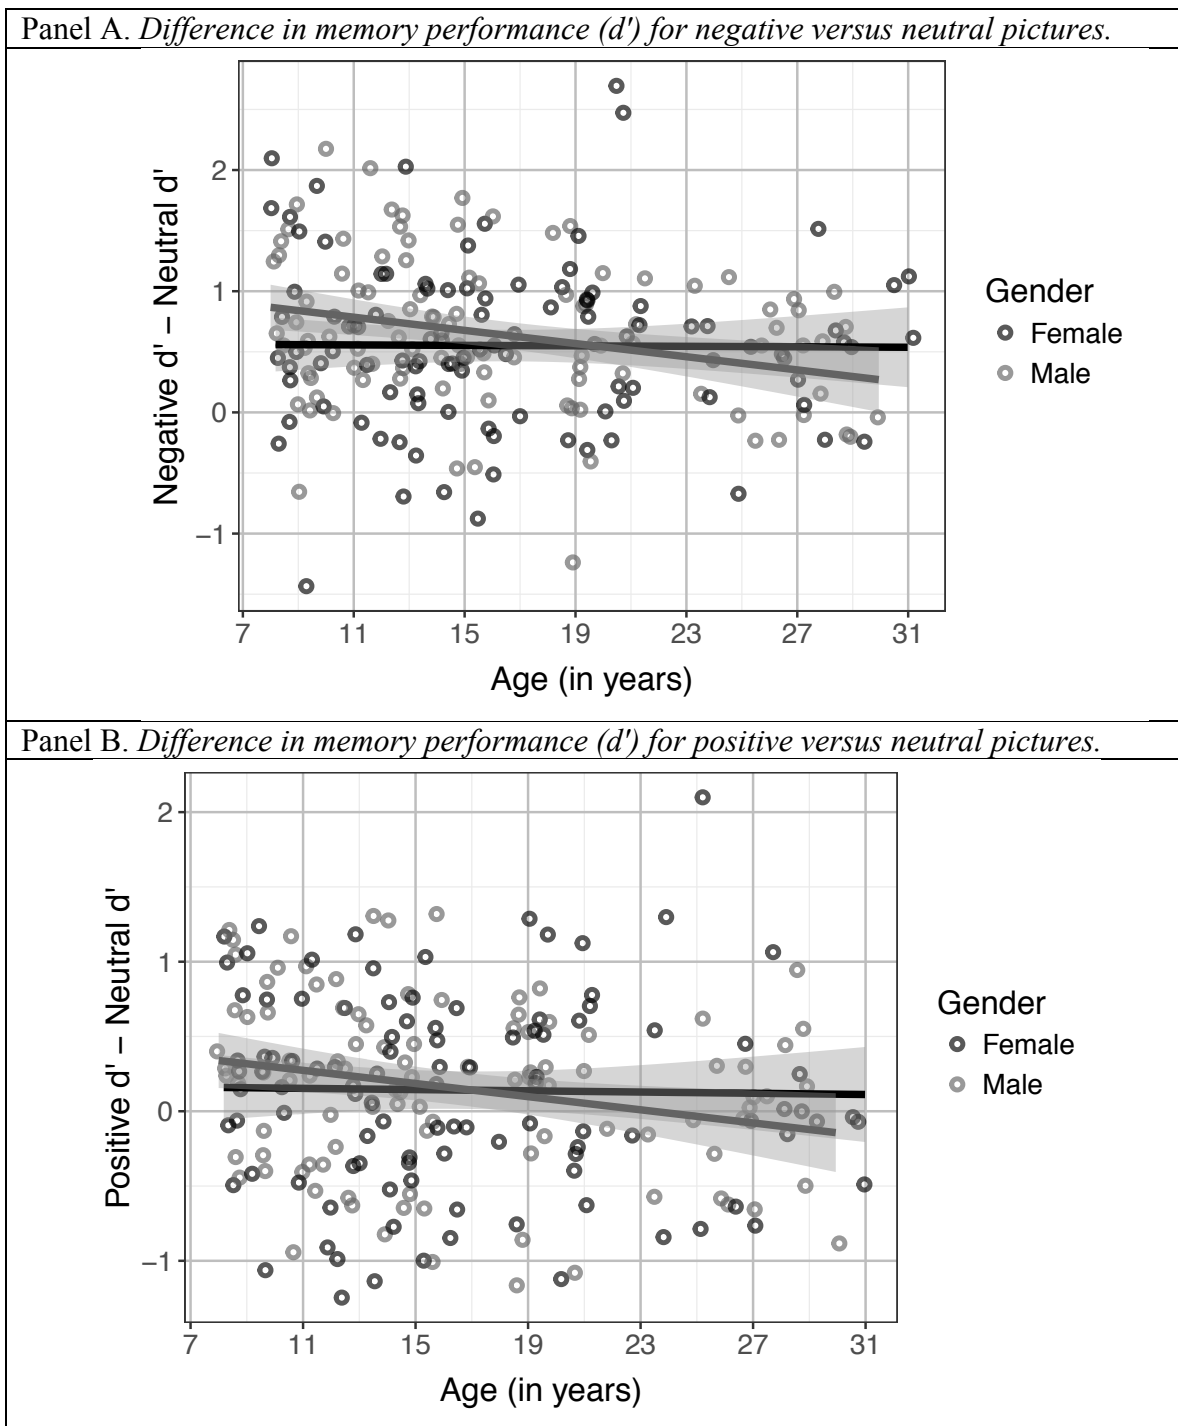 Panel A. Difference in memory performance (d') for negative versus neutral pictures.
Negative d' – Neutral d'
2
1
0
−1
7 11 15 19 23 27 31
Age (in years)
Gender
Female
Male
Panel B. Difference in memory performance (d') for positive versus neutral pictures.
Positive d' – Neutral d'
2
1
0
−1
7 11 15 19 23 27 31
Age (in years)
Gender
Female
Male